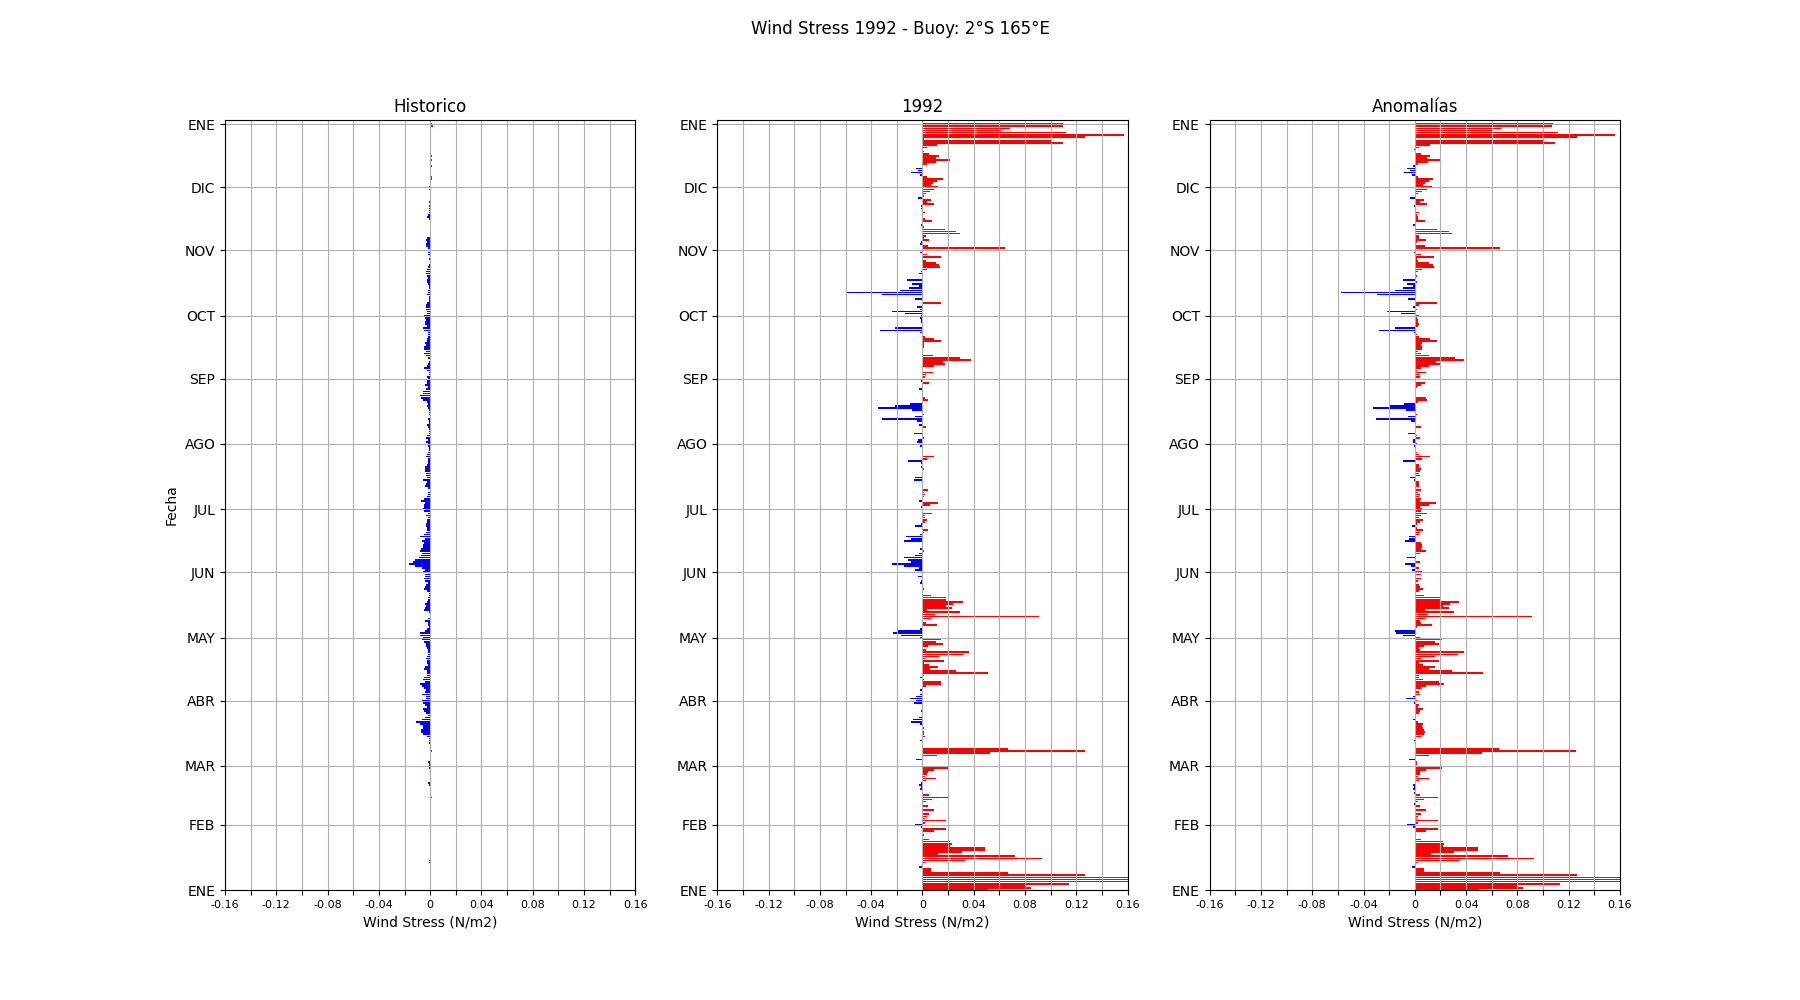 Wind Stress 1992 - Buoy: 2°S 165°E
Historico
ENE
DIC
NOV
OCT
SEP
AGO
JUL
JUN
MAY
ABR
MAR
FEB
ENE
Fecha
-0.16 -0.12 -0.08 -0.04 0 0.04 0.08 0.12 0.16
Wind Stress (N/m2)
1992
ENE
DIC
NOV
OCT
SEP
AGO
JUL
JUN
MAY
ABR
MAR
FEB
ENE
-0.16 -0.12 -0.08 -0.04 0 0.04 0.08 0.12 0.16
Wind Stress (N/m2)
Anomalías
ENE
DIC
NOV
OCT
SEP
AGO
JUL
JUN
MAY
ABR
MAR
FEB
ENE
-0.16 -0.12 -0.08 -0.04 0 0.04 0.08 0.12 0.16
Wind Stress (N/m2)